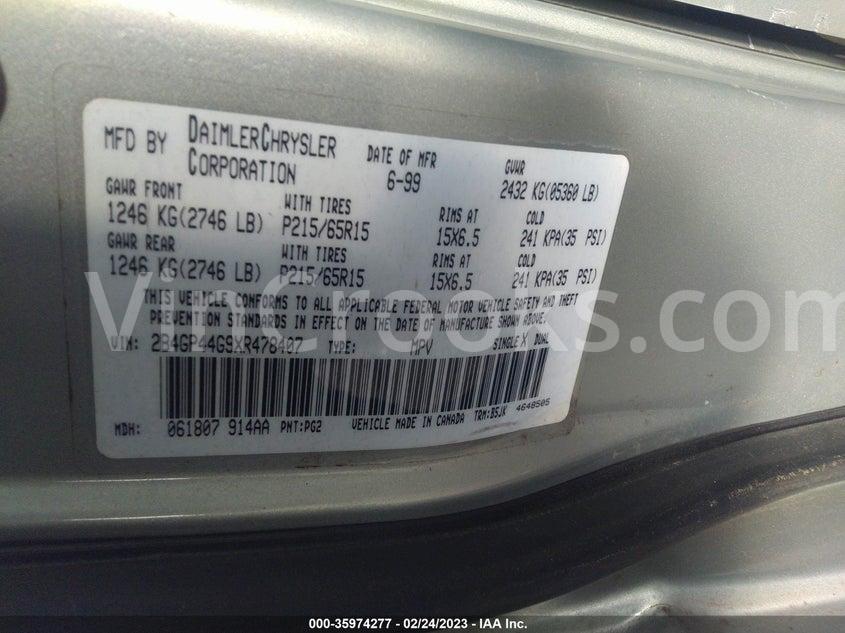 MFD BY DAIMLERCHRYSLER CORPORATION DATE OF MFR 6-99 GVWR 2432 KG(05360 LB)
GAWR FRONT WITH TIRES RIMS AT COLD
1246 KG(2746 LB) P215/65R15 15X6.5 241 KPA(35 PSI)
GAWR REAR WITH TIRES RIMS AT COLD
1246 KG(2746 LB) P215/65R15 15X6.5 241 KPA(35 PSI)
THIS VEHICLE CONFORMS TO ALL APPLICABLE FEDERAL MOTOR VEHICLE SAFETY AND THEFT
PREVENTION STANDARDS IN EFFECT ON THE DATE OF MANUFACTURE SHOWN ABOVE.
VIN: 2B4GP44G9XR478407 TYPE: MPV SINGLE X DUAL
MDH: 061807 914AA PNT:PG2 VEHICLE MADE IN CANADA TRM:B5JK 4648505
VinCrooks.com
000-35974277 - 02/24/2023 - IAA Inc.